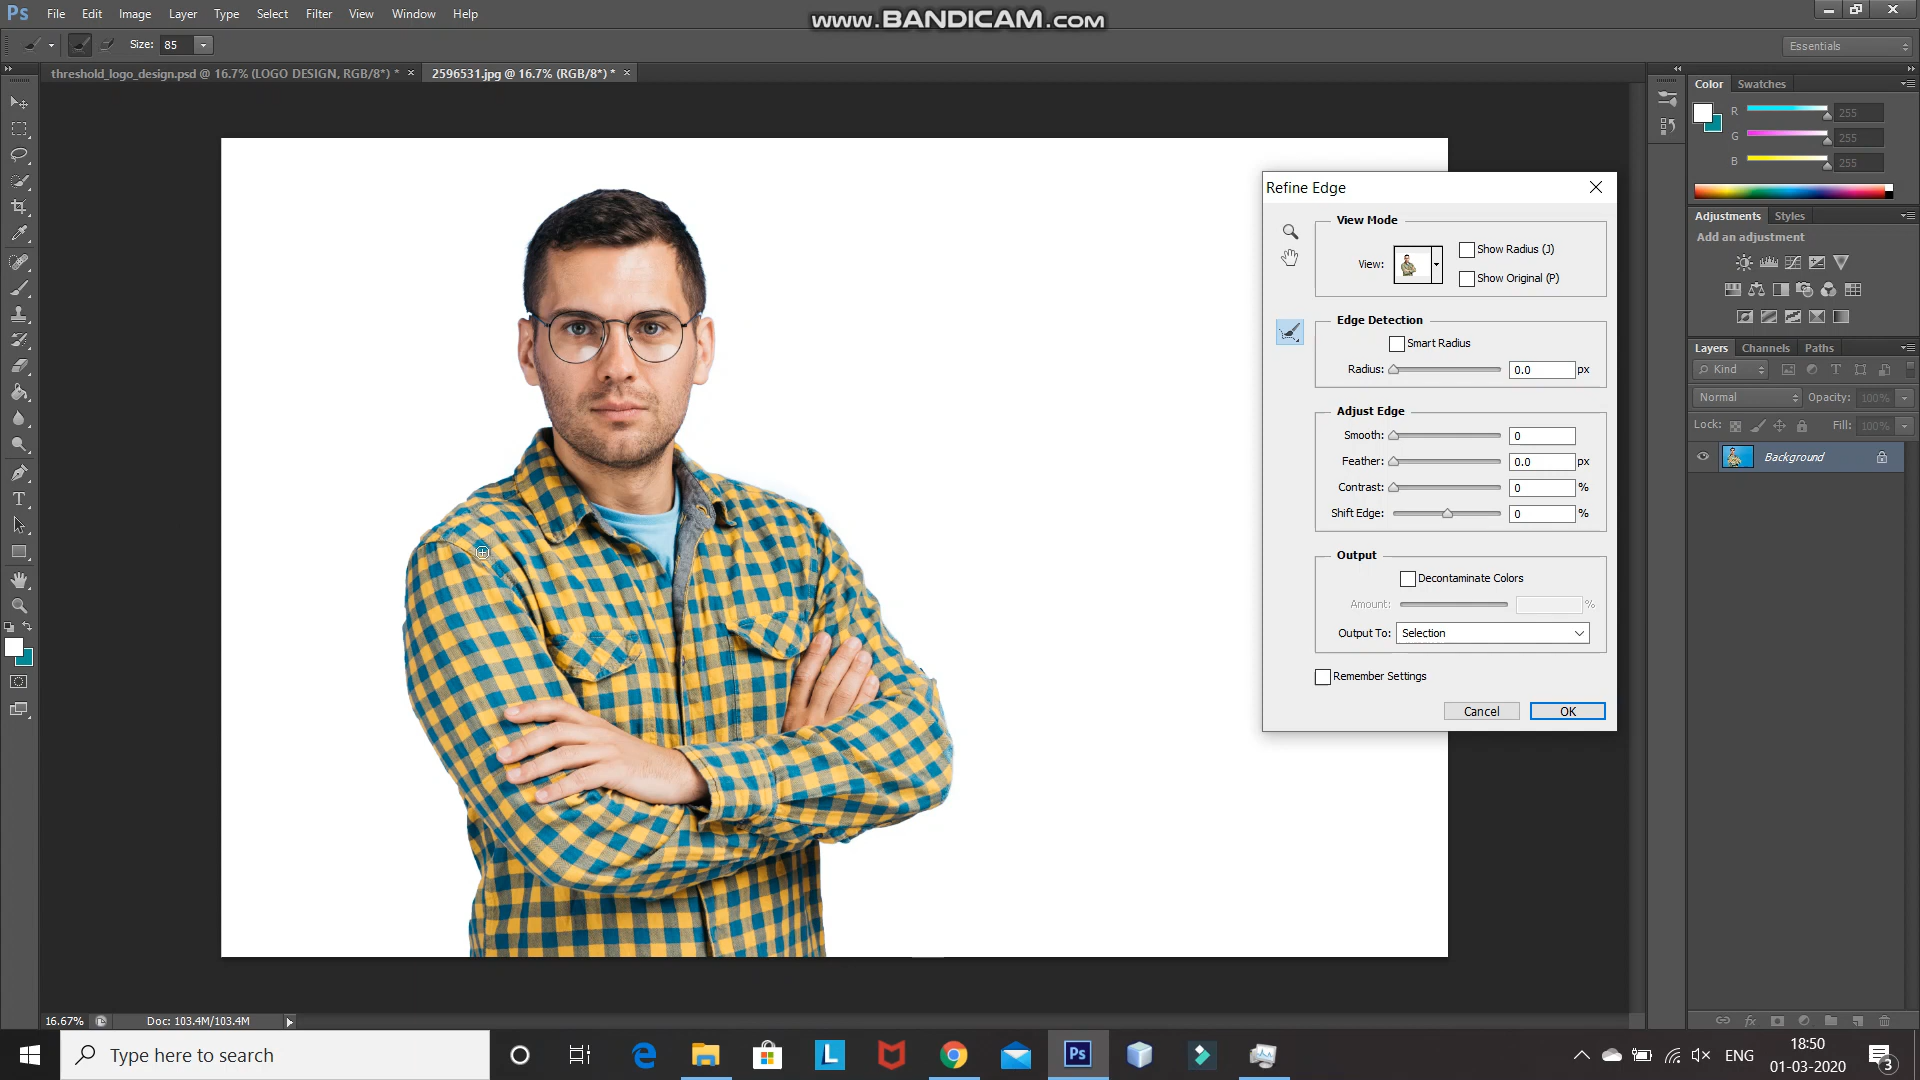 Ps File Edit Image Layer Type Select Filter View Window Help
www.BANDICAM.com
Size: 85
Essentials
threshold_logo_design.psd @ 16.7% (LOGO DESIGN, RGB/8*) * ×
2596531.jpg @ 16.7% (RGB/8*) * ×
Color Swatches
R 255
G 255
B 255
Adjustments Styles
Add an adjustment
Layers Channels Paths
Kind
Normal Opacity: 100%
Lock: Fill: 100%
Background
Refine Edge
View Mode
View:
Show Radius (J)
Show Original (P)
Edge Detection
Smart Radius
Radius: 0.0 px
Adjust Edge
Smooth: 0
Feather: 0.0 px
Contrast: 0 %
Shift Edge: 0 %
Output
Decontaminate Colors
Amount: %
Output To: Selection
Remember Settings
Cancel OK
16.67% Doc: 103.4M/103.4M
Type here to search
ENG
18:50
01-03-2020
3